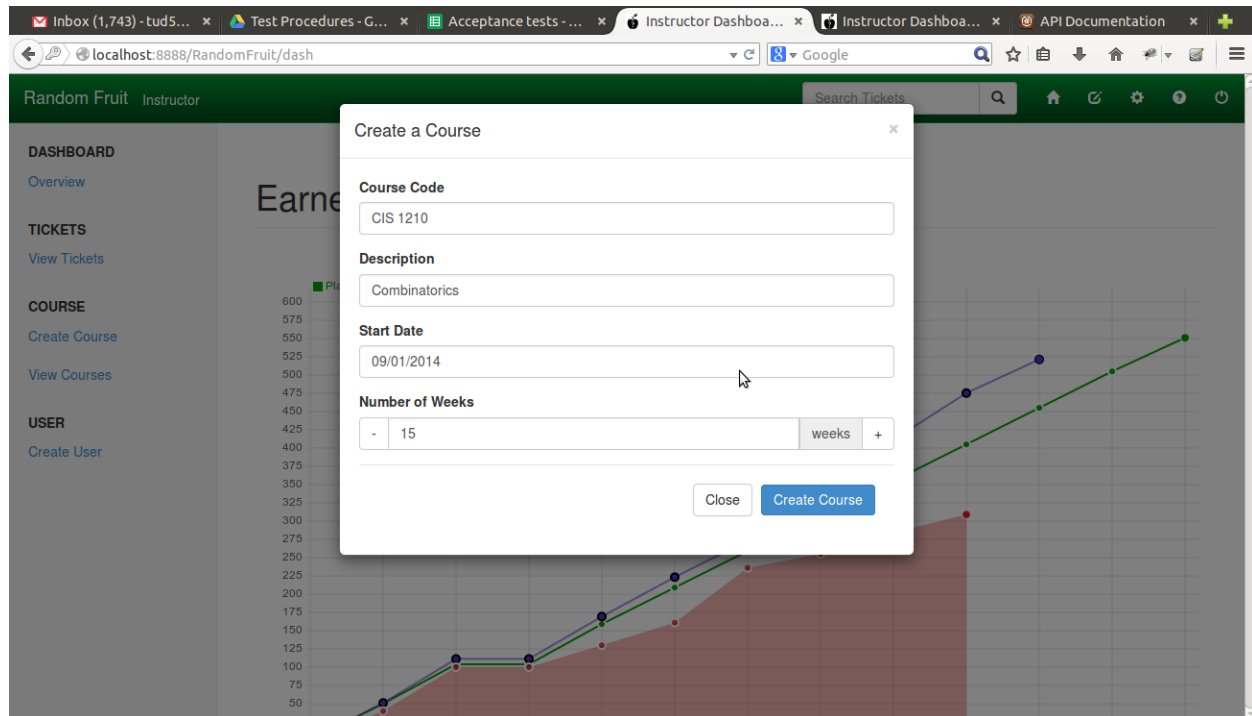 Inbox (1,743) - tud5... × Test Procedures - G... × Acceptance tests - ... × Instructor Dashboa... × Instructor Dashboa... × API Documentation ×
localhost:8888/RandomFruit/dash Google
Random Fruit Instructor Search Tickets
DASHBOARD
Overview
TICKETS
View Tickets
COURSE
Create Course
View Courses
USER
Create User
Earne
Pla
600
575
550
525
500
475
450
425
400
375
350
325
300
275
250
225
200
175
150
125
100
75
50
Create a Course ×
Course Code
CIS 1210
Description
Combinatorics
Start Date
09/01/2014
Number of Weeks
- 15 weeks +
Close Create Course